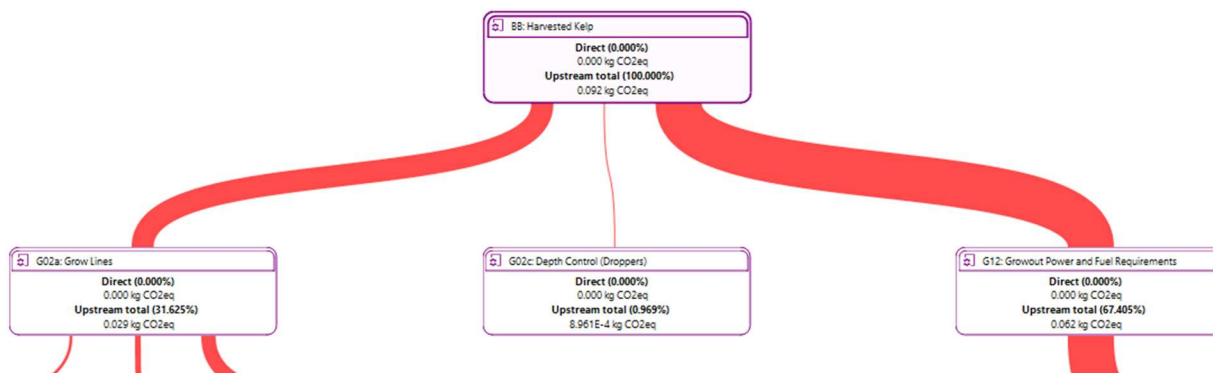 BB: Harvested Kelp
Direct (0.000%)
0.000 kg CO2eq
Upstream total (100.000%)
0.092 kg CO2eq
G02a: Grow Lines
Direct (0.000%)
0.000 kg CO2eq
Upstream total (31.625%)
0.029 kg CO2eq
G02c: Depth Control (Droppers)
Direct (0.000%)
0.000 kg CO2eq
Upstream total (0.969%)
8.961E-4 kg CO2eq
G12: Growout Power and Fuel Requirements
Direct (0.000%)
0.000 kg CO2eq
Upstream total (67.405%)
0.062 kg CO2eq